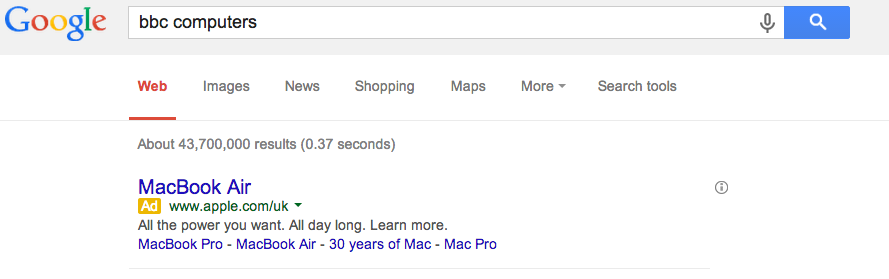 Google bbc computers
Web Images News Shopping Maps More Search tools
About 43,700,000 results (0.37 seconds)
MacBook Air
Ad www.apple.com/uk
All the power you want. All day long. Learn more.
MacBook Pro - MacBook Air - 30 years of Mac - Mac Pro